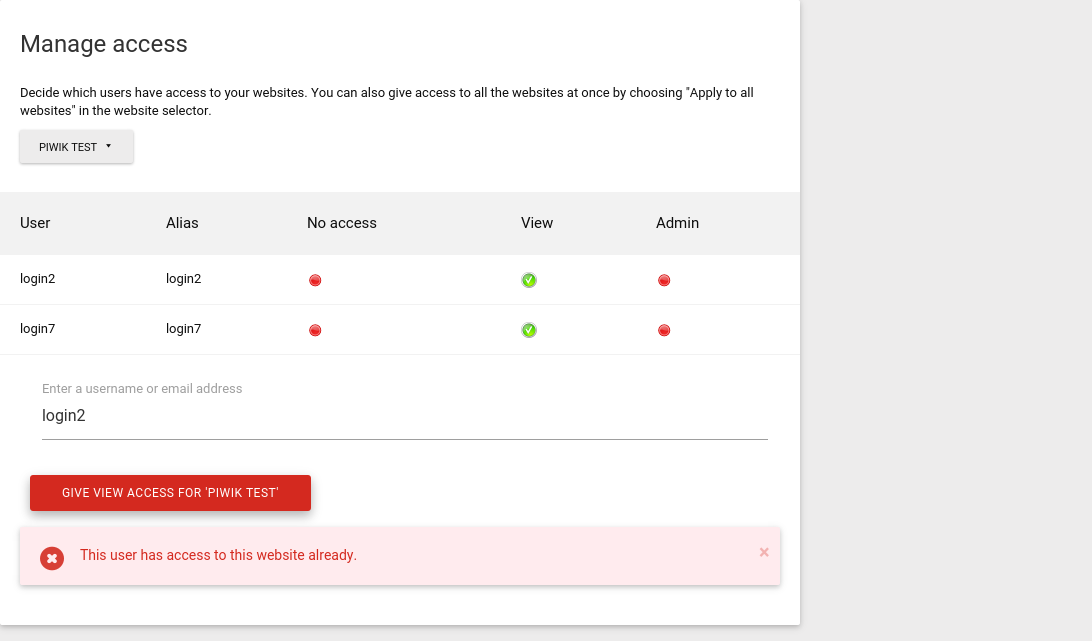 Manage access
Decide which users have access to your websites. You can also give access to all the websites at once by choosing "Apply to all
websites" in the website selector.
PIWIK TEST
User Alias No access View Admin
login2 login2
login7 login7
Enter a username or email address
login2
GIVE VIEW ACCESS FOR 'PIWIK TEST'
This user has access to this website already.